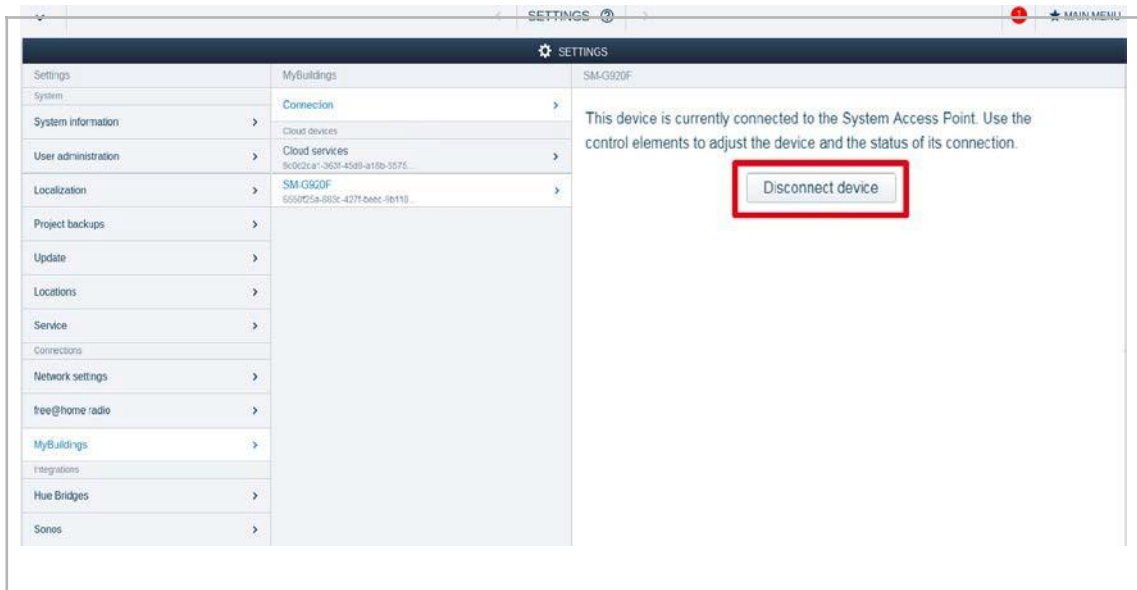 SETTINGS
1
MAIN MENU
SETTINGS
Settings
MyBuildings
SM-G920F
System
System information
User administration
Localization
Project backups
Update
Locations
Service
Connections
Network settings
free@home radio
MyBuildings
Integrations
Hue Bridges
Sonos
Connecion
Cloud devices
Cloud services
SM-G920F
This device is currently connected to the System Access Point. Use the
control elements to adjust the device and the status of its connection.
Disconnect device